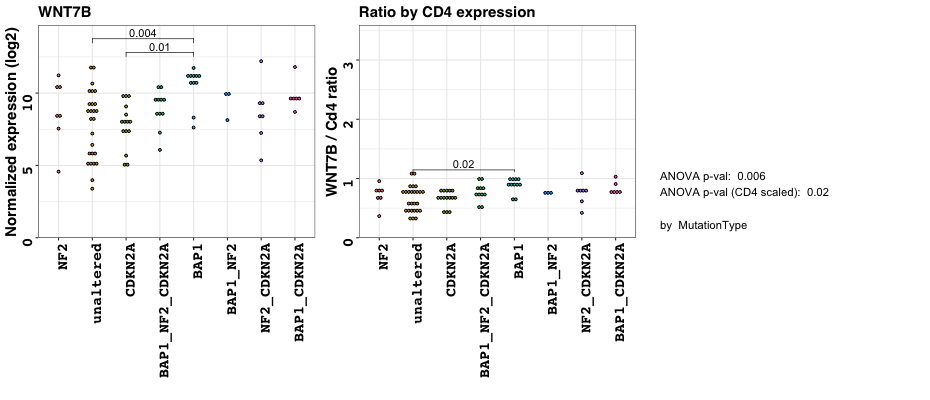 WNT7B
Normalized expression (log2)
0
5
10
0.004
0.01
NF2
unaltered
CDKN2A
BAP1_NF2_CDKN2A
BAP1
BAP1_NF2
NF2_CDKN2A
BAP1_CDKN2A
Ratio by CD4 expression
WNT7B / Cd4 ratio
0
1
2
3
0.02
NF2
unaltered
CDKN2A
BAP1_NF2_CDKN2A
BAP1
BAP1_NF2
NF2_CDKN2A
BAP1_CDKN2A
ANOVA p-val: 0.006
ANOVA p-val (CD4 scaled): 0.02
by MutationType